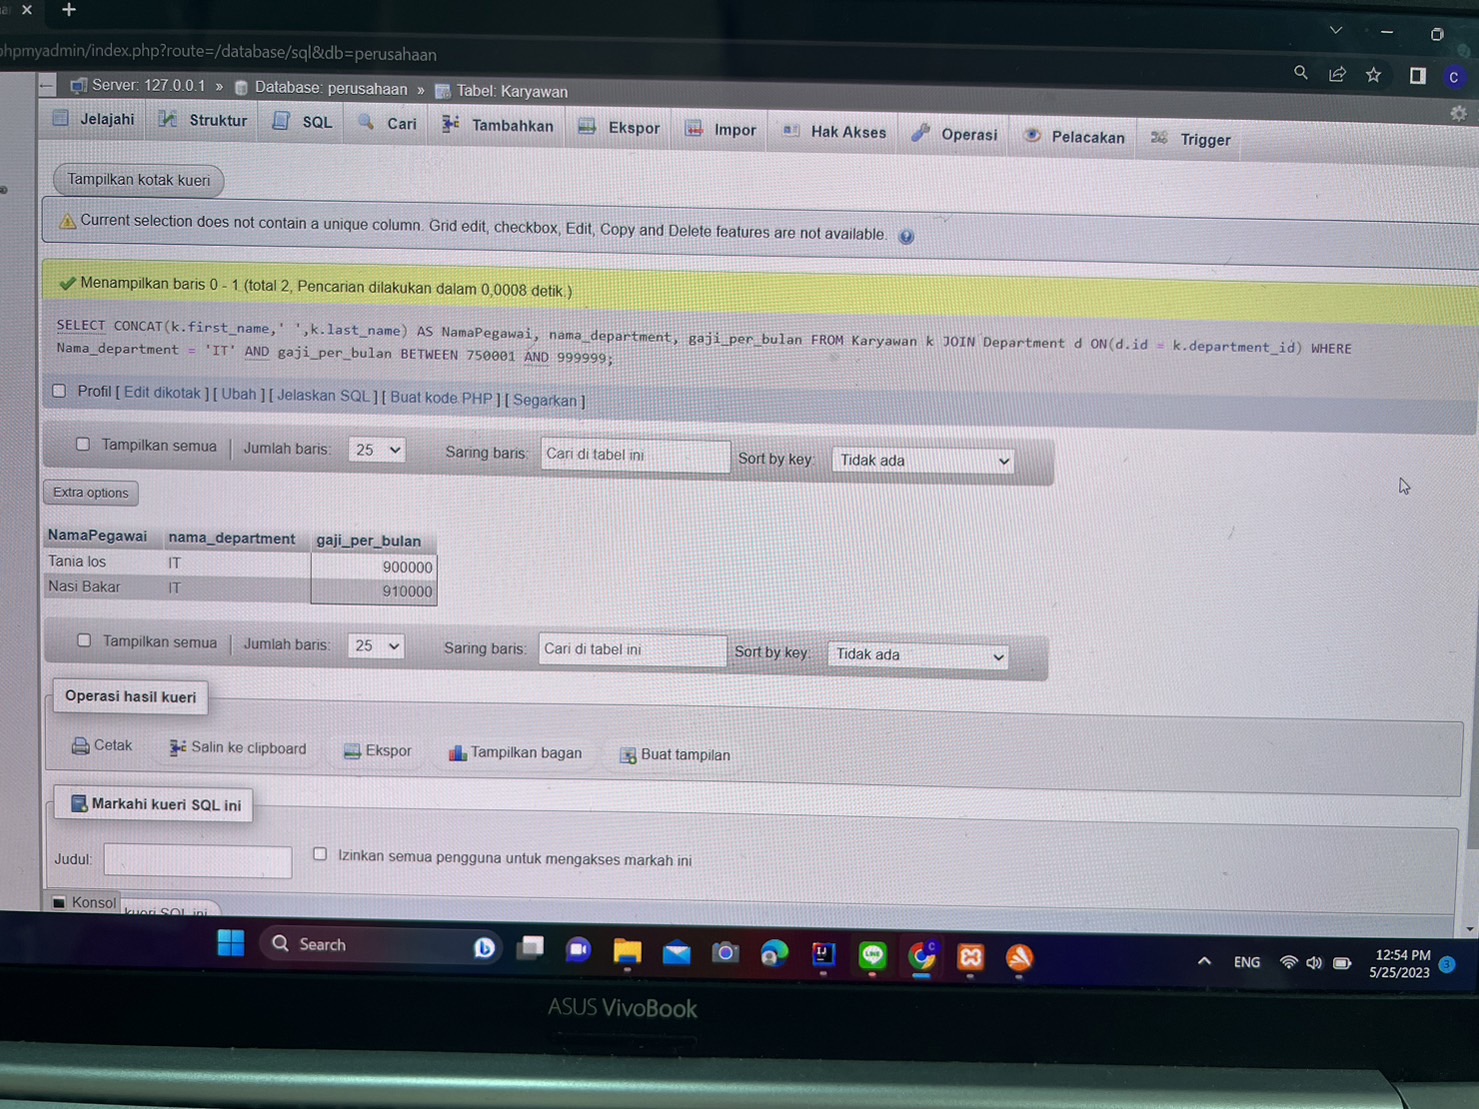 phpmyadmin/index.php?route=/database/sql&db=perusahaan
C
Server: 127.0.0.1 » Database: perusahaan » Tabel: Karyawan
Jelajahi Struktur SQL Cari Tambahkan Ekspor Impor Hak Akses Operasi Pelacakan Trigger
Tampilkan kotak kueri
Current selection does not contain a unique column. Grid edit, checkbox, Edit, Copy and Delete features are not available.
Menampilkan baris 0 - 1 (total 2, Pencarian dilakukan dalam 0,0008 detik.)
SELECT CONCAT(k.first_name,' ',k.last_name) AS NamaPegawai, nama_department, gaji_per_bulan FROM Karyawan k JOIN Department d ON(d.id = k.department_id) WHERE
Nama_department = 'IT' AND gaji_per_bulan BETWEEN 750001 AND 999999;
Profil [ Edit dikotak ] [ Ubah ] [ Jelaskan SQL ] [ Buat kode PHP ] [ Segarkan ]
Tampilkan semua Jumlah baris: 25 Saring baris: Cari di tabel ini Sort by key: Tidak ada
Extra options
NamaPegawai nama_department gaji_per_bulan
Tania los IT 900000
Nasi Bakar IT 910000
Tampilkan semua Jumlah baris: 25 Saring baris: Cari di tabel ini Sort by key: Tidak ada
Operasi hasil kueri
Cetak Salin ke clipboard Ekspor Tampilkan bagan Buat tampilan
Markahi kueri SQL ini
Judul: Izinkan semua pengguna untuk mengakses markah ini
Konsol kueri SQL ini
Search
ENG
12:54 PM
5/25/2023
3
ASUS VivoBook